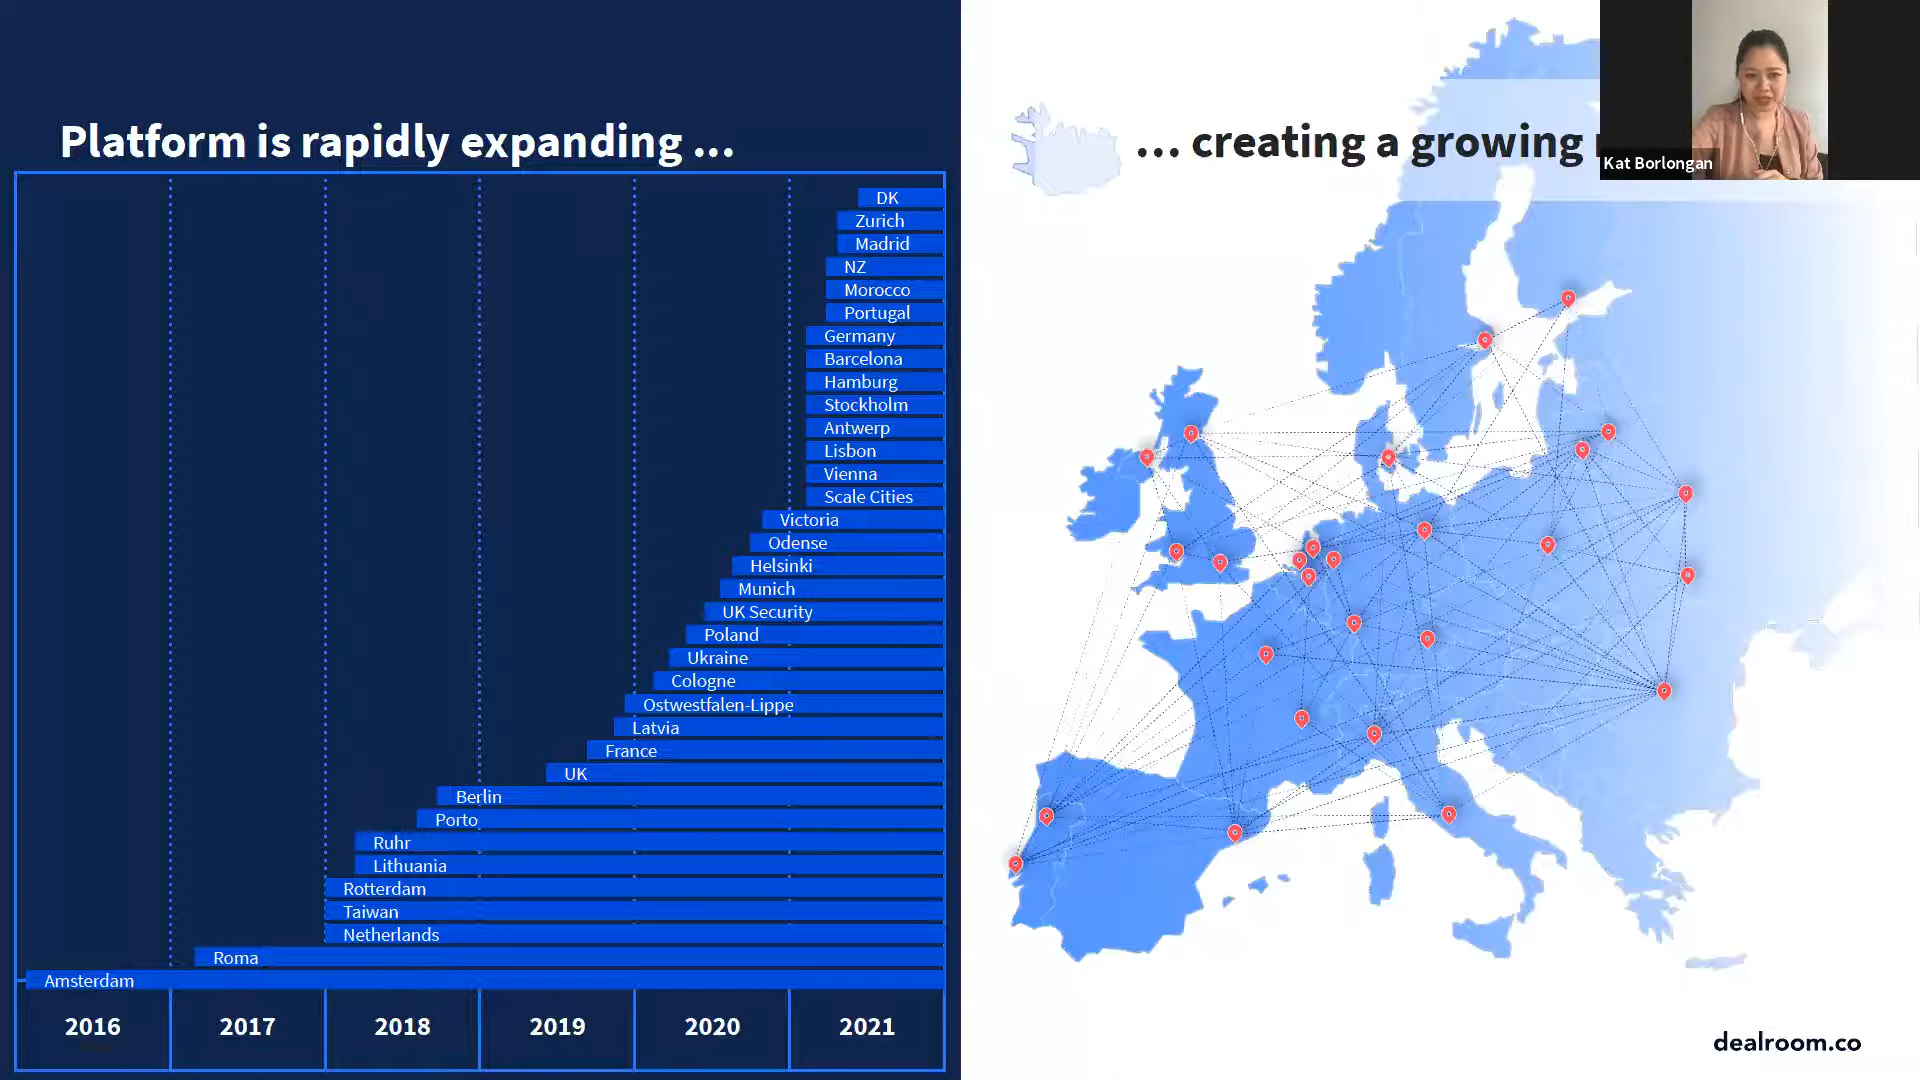 Platform is rapidly expanding ...
DK
Zurich
Madrid
NZ
Morocco
Portugal
Germany
Barcelona
Hamburg
Stockholm
Antwerp
Lisbon
Vienna
Scale Cities
Victoria
Odense
Helsinki
Munich
UK Security
Poland
Ukraine
Cologne
Ostwestfalen-Lippe
Latvia
France
UK
Berlin
Porto
Ruhr
Lithuania
Rotterdam
Taiwan
Netherlands
Roma
Amsterdam
2016 2017 2018 2019 2020 2021
... creating a growing
Kat Borlongan
dealroom.co